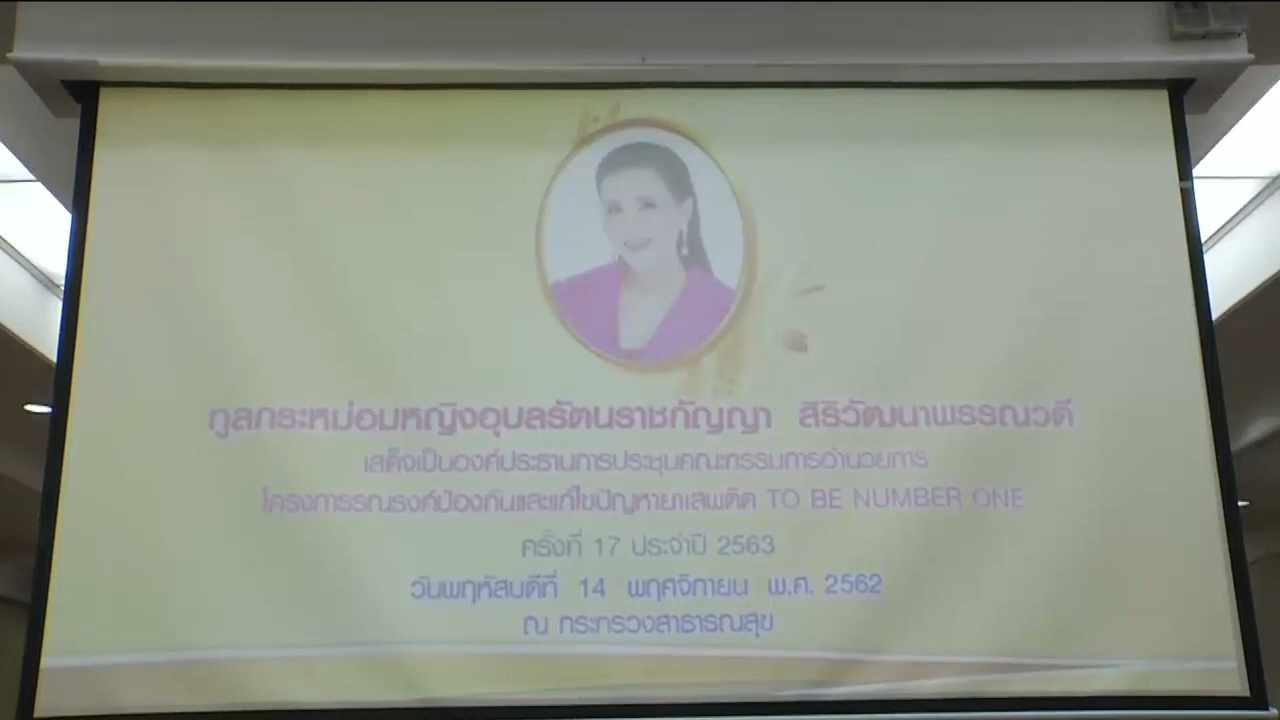 ทูลกระหม่อมหญิงอุบลรัตนราชกัญญา สิริวัฒนาพรรณวดี
เสด็จเป็นองค์ประธานการประชุมคณะกรรมการอำนวยการ
โครงการรณรงค์ป้องกันและแก้ไขปัญหายาเสพติด TO BE NUMBER ONE
ครั้งที่ 17 ประจำปี 2563
วันพฤหัสบดีที่ 14 พฤศจิกายน พ.ศ. 2562
ณ กระทรวงสาธารณสุข